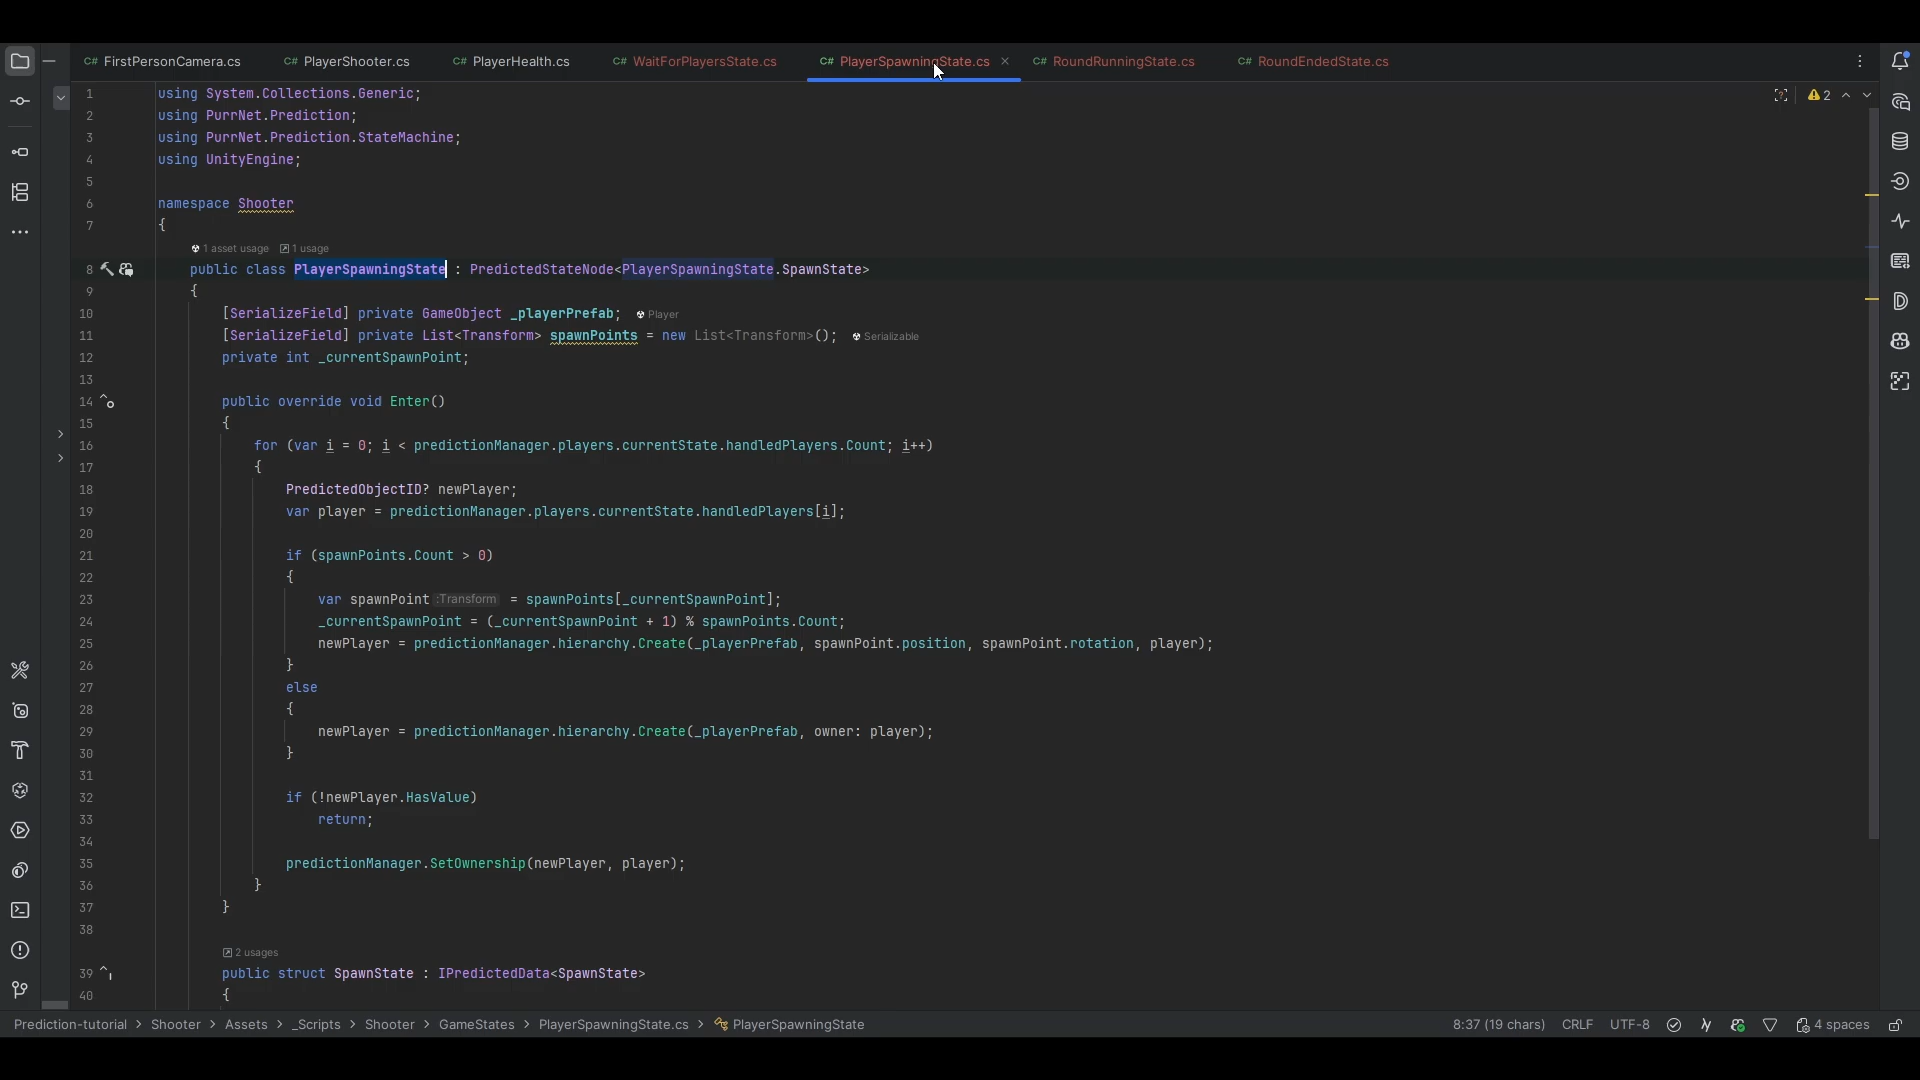 C# FirstPersonCamera.cs C# PlayerShooter.cs C# PlayerHealth.cs C# WaitForPlayersState.cs C# PlayerSpawningState.cs C# RoundRunningState.cs C# RoundEndedState.cs
2
1 using System.Collections.Generic;
2 using PurrNet.Prediction;
3 using PurrNet.Prediction.StateMachine;
4 using UnityEngine;
5
6 namespace Shooter
7 {
1 asset usage 1 usage
8 public class PlayerSpawningState : PredictedStateNode<PlayerSpawningState.SpawnState>
9 {
10 [SerializeField] private GameObject _playerPrefab; Player
11 [SerializeField] private List<Transform> spawnPoints = new List<Transform>(); Serializable
12 private int _currentSpawnPoint;
13
14 public override void Enter()
15 {
16 for (var i = 0; i < predictionManager.players.currentState.handledPlayers.Count; i++)
17 {
18 PredictedObjectID? newPlayer;
19 var player = predictionManager.players.currentState.handledPlayers[i];
20
21 if (spawnPoints.Count > 0)
22 {
23 var spawnPoint :Transform = spawnPoints[_currentSpawnPoint];
24 _currentSpawnPoint = (_currentSpawnPoint + 1) % spawnPoints.Count;
25 newPlayer = predictionManager.hierarchy.Create(_playerPrefab, spawnPoint.position, spawnPoint.rotation, player);
26 }
27 else
28 {
29 newPlayer = predictionManager.hierarchy.Create(_playerPrefab, owner: player);
30 }
31
32 if (!newPlayer.HasValue)
33 return;
34
35 predictionManager.SetOwnership(newPlayer, player);
36 }
37 }
38
2 usages
39 public struct SpawnState : IPredictedData<SpawnState>
40 {
Prediction-tutorial > Shooter > Assets > _Scripts > Shooter > GameStates > PlayerSpawningState.cs > PlayerSpawningState 8:37 (19 chars) CRLF UTF-8 4 spaces